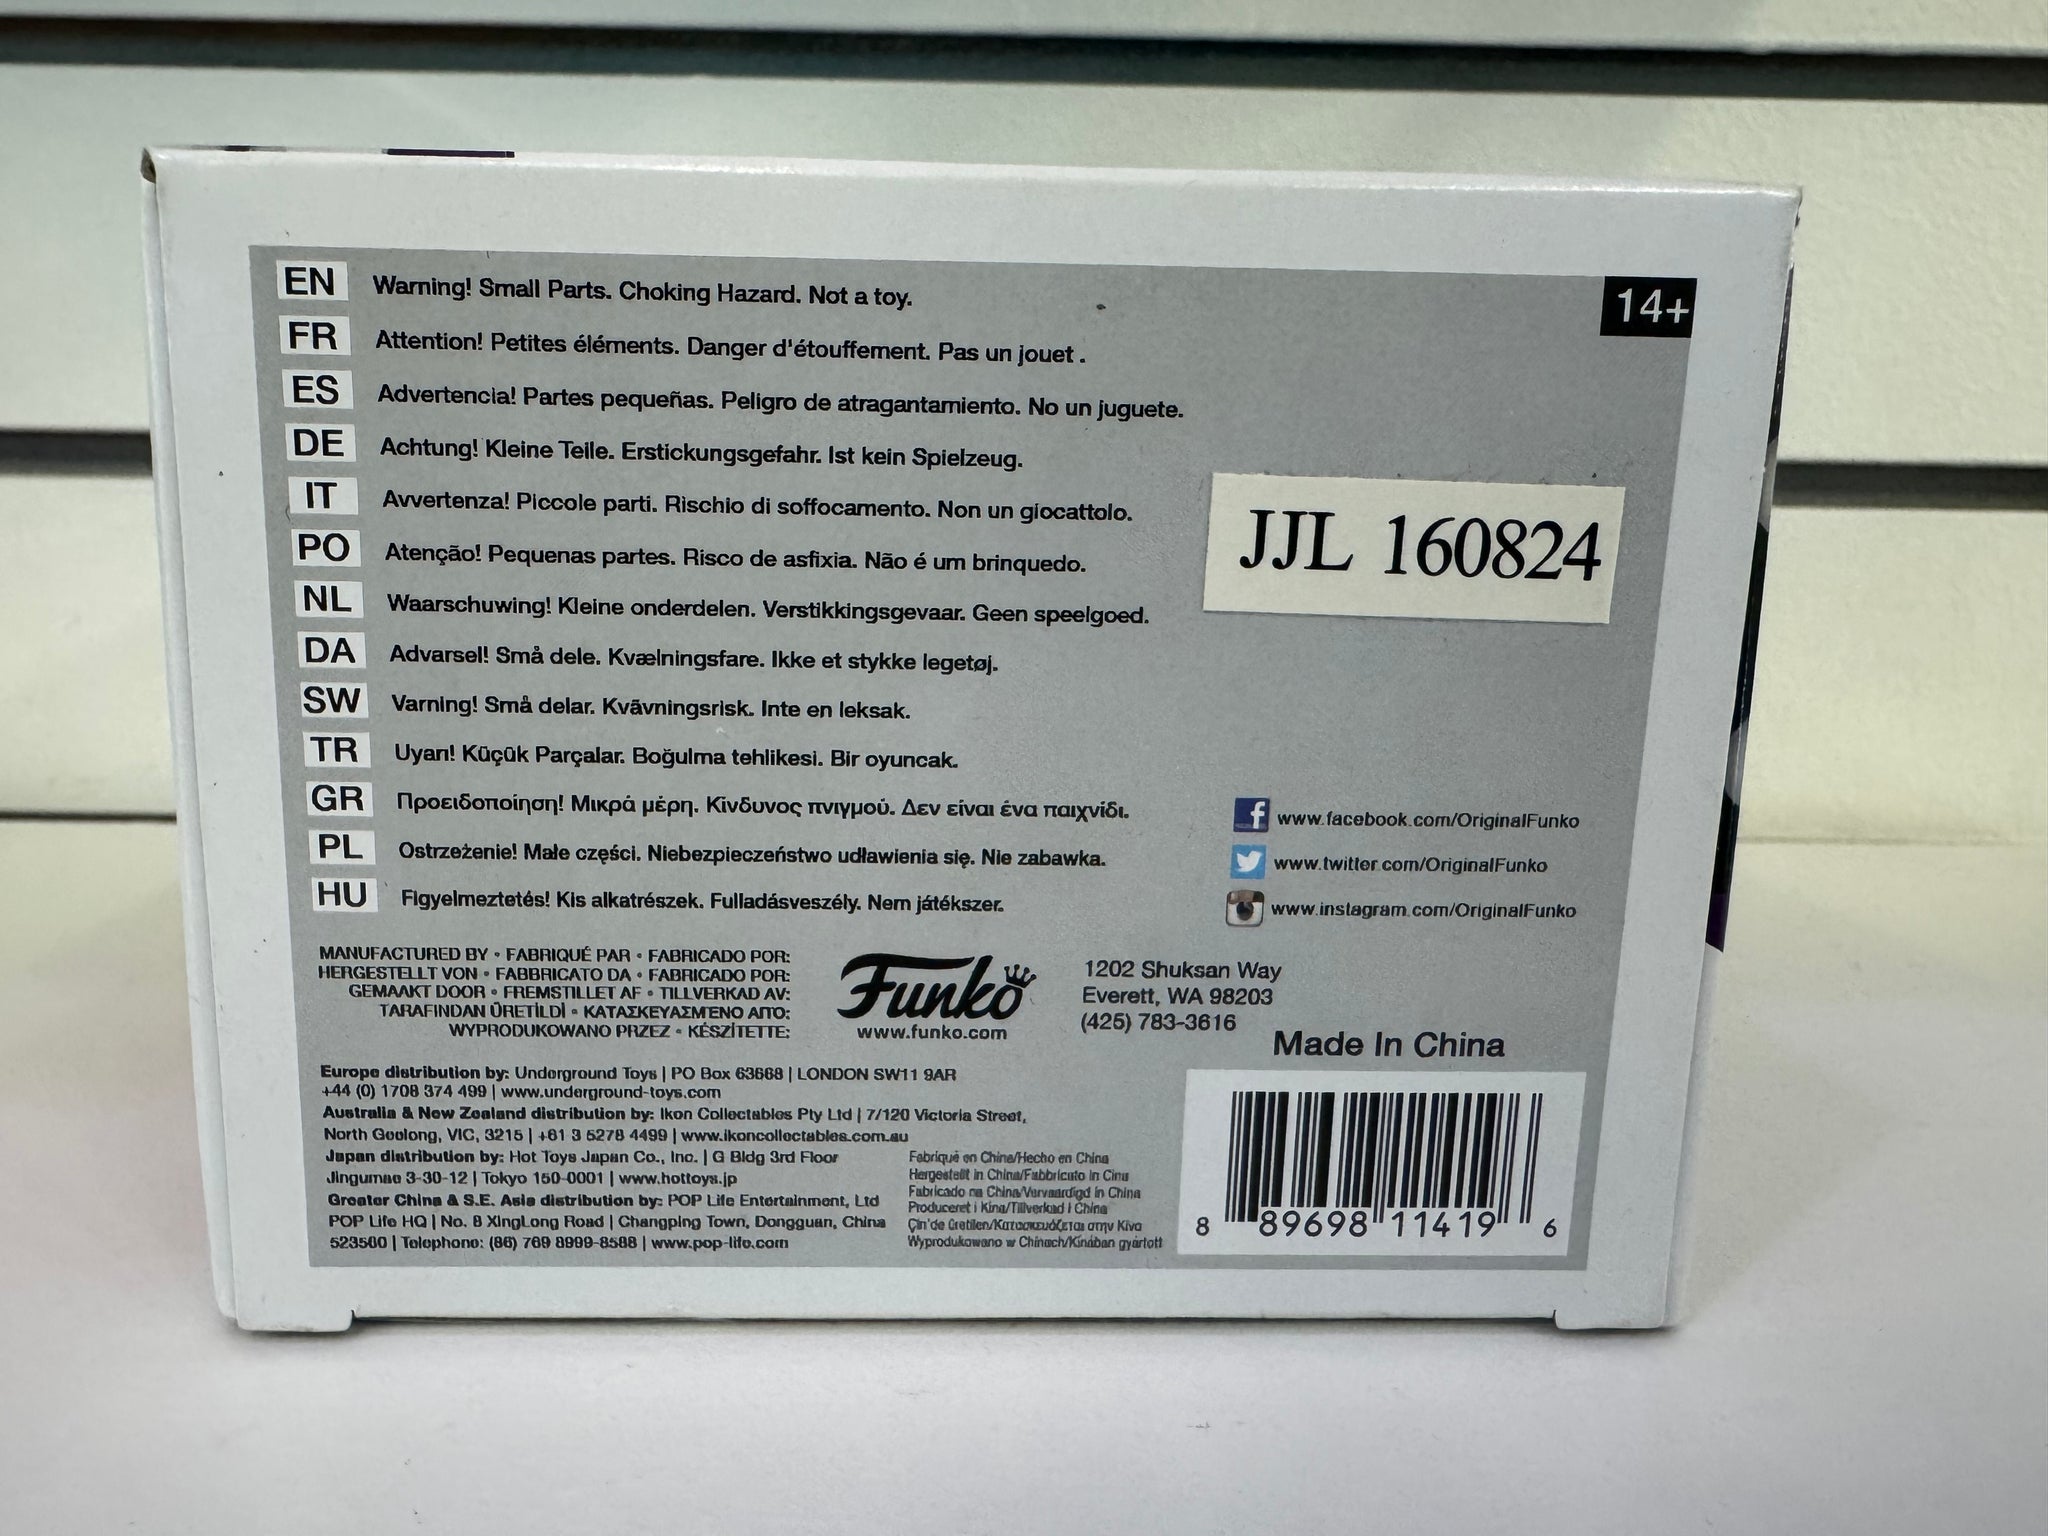 EN Warning! Small Parts. Choking Hazard. Not a toy.
14+
FR Attention! Petites éléments. Danger d'étouffement. Pas un jouet .
ES Advertencia! Partes pequeñas. Peligro de atragantamiento. No un juguete.
DE Achtung! Kleine Teile. Erstickungsgefahr. Ist kein Spielzeug.
IT Avvertenza! Piccole parti. Rischio di soffocamento. Non un giocattolo.
PO Atenção! Pequenas partes. Risco de asfixia. Não é um brinquedo.
NL Waarschuwing! Kleine onderdelen. Verstikkingsgevaar. Geen speelgoed.
DA Advarsel! Små dele. Kvælningsfare. Ikke et stykke legetøj.
SW Varning! Små delar. Kvävningsrisk. Inte en leksak.
TR Uyarı! Küçük Parçalar. Boğulma tehlikesi. Bir oyuncak.
GR Προειδοποίηση! Μικρά μέρη. Κίνδυνος πνιγμού. Δεν είναι ένα παιχνίδι.
PL Ostrzeżenie! Małe części. Niebezpieczeństwo udławienia się. Nie zabawka.
HU Figyelmeztetés! Kis alkatrészek. Fulladásveszély. Nem játékszer.
JJL 160824
www.facebook.com/OriginalFunko
www.twitter.com/OriginalFunko
www.instagram.com/OriginalFunko
MANUFACTURED BY • FABRIQUÉ PAR • FABRICADO POR:
HERGESTELLT VON • FABBRICATO DA • FABRICADO POR:
GEMAAKT DOOR • FREMSTILLET AF • TILLVERKAD AV:
TARAFINDAN ÜRETİLDİ • ΚΑΤΑΣΚΕΥΑΣΜΈΝΟ ΑΠΟ:
WYPRODUKOWANO PRZEZ • KÉSZÍTETTE:
Funko
www.funko.com
1202 Shuksan Way
Everett, WA 98203
(425) 783-3616
Made In China
Europe distribution by: Underground Toys | PO Box 63668 | LONDON SW11 9AR
+44 (0) 1708 374 499 | www.underground-toys.com
Australia & New Zealand distribution by: Ikon Collectables Pty Ltd | 7/120 Victoria Street,
North Geelong, VIC, 3215 | +61 3 5278 4499 | www.ikoncollectables.com.au
Japan distribution by: Hot Toys Japan Co., Inc. | G Bldg 3rd Floor
Jingumae 3-30-12 | Tokyo 150-0001 | www.hottoys.jp
Greater China & S.E. Asia distribution by: POP Life Entertainment, Ltd
POP Life HQ | No. 8 XingLong Road | Changping Town, Dongguan, China
523560 | Telephone: (86) 769 8999-8588 | www.pop-life.com
Fabriqué en China/Hecho en China
Hergestellt in China/Fabbricato in Cina
Fabricado na China/Vervaardigd in China
Produceret i Kina/Tillverkad i China
Çin'de üretilen/Κατασκευάζεται στην Κίνα
Wyprodukowano w Chinach/Kínában gyártott
8 89698 11419 6